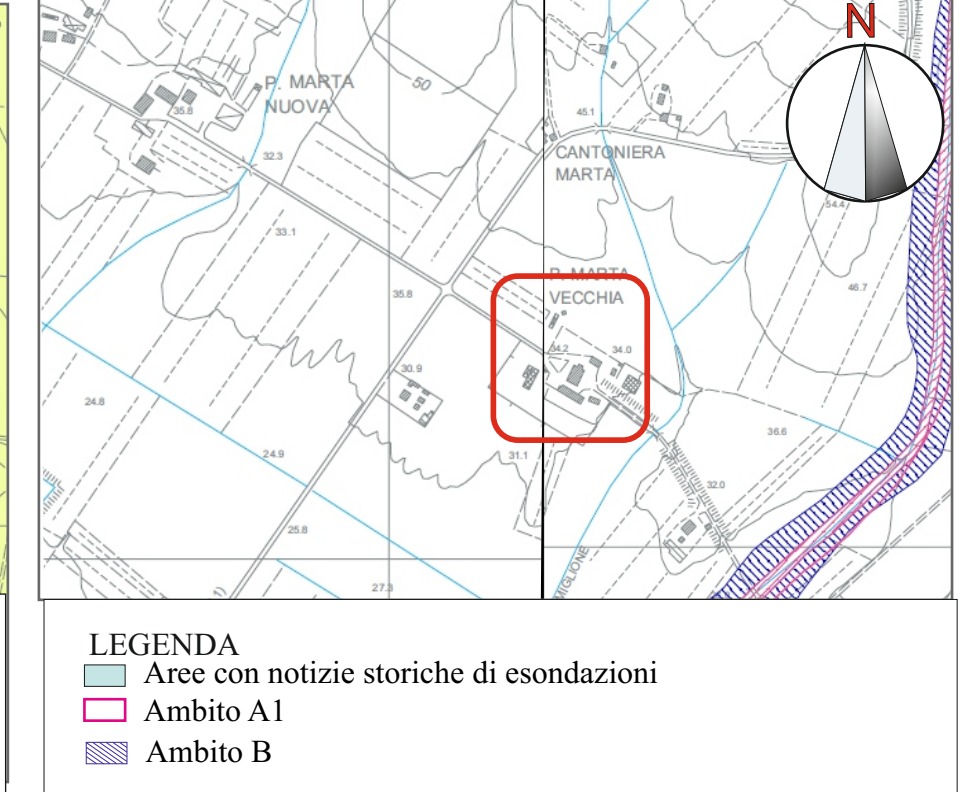 N
P. MARTA
NUOVA
50
35.8
45.1
32.3
CANTONIERA
MARTA
54.4
33.1
P. MARTA
VECCHIA
35.8
46.7
34.2
34.0
30.9
24.8
36.6
24.9
31.1
32.0
25.8
27.3
MIGLIONE
LEGENDA
Aree con notizie storiche di esondazioni
Ambito A1
Ambito B